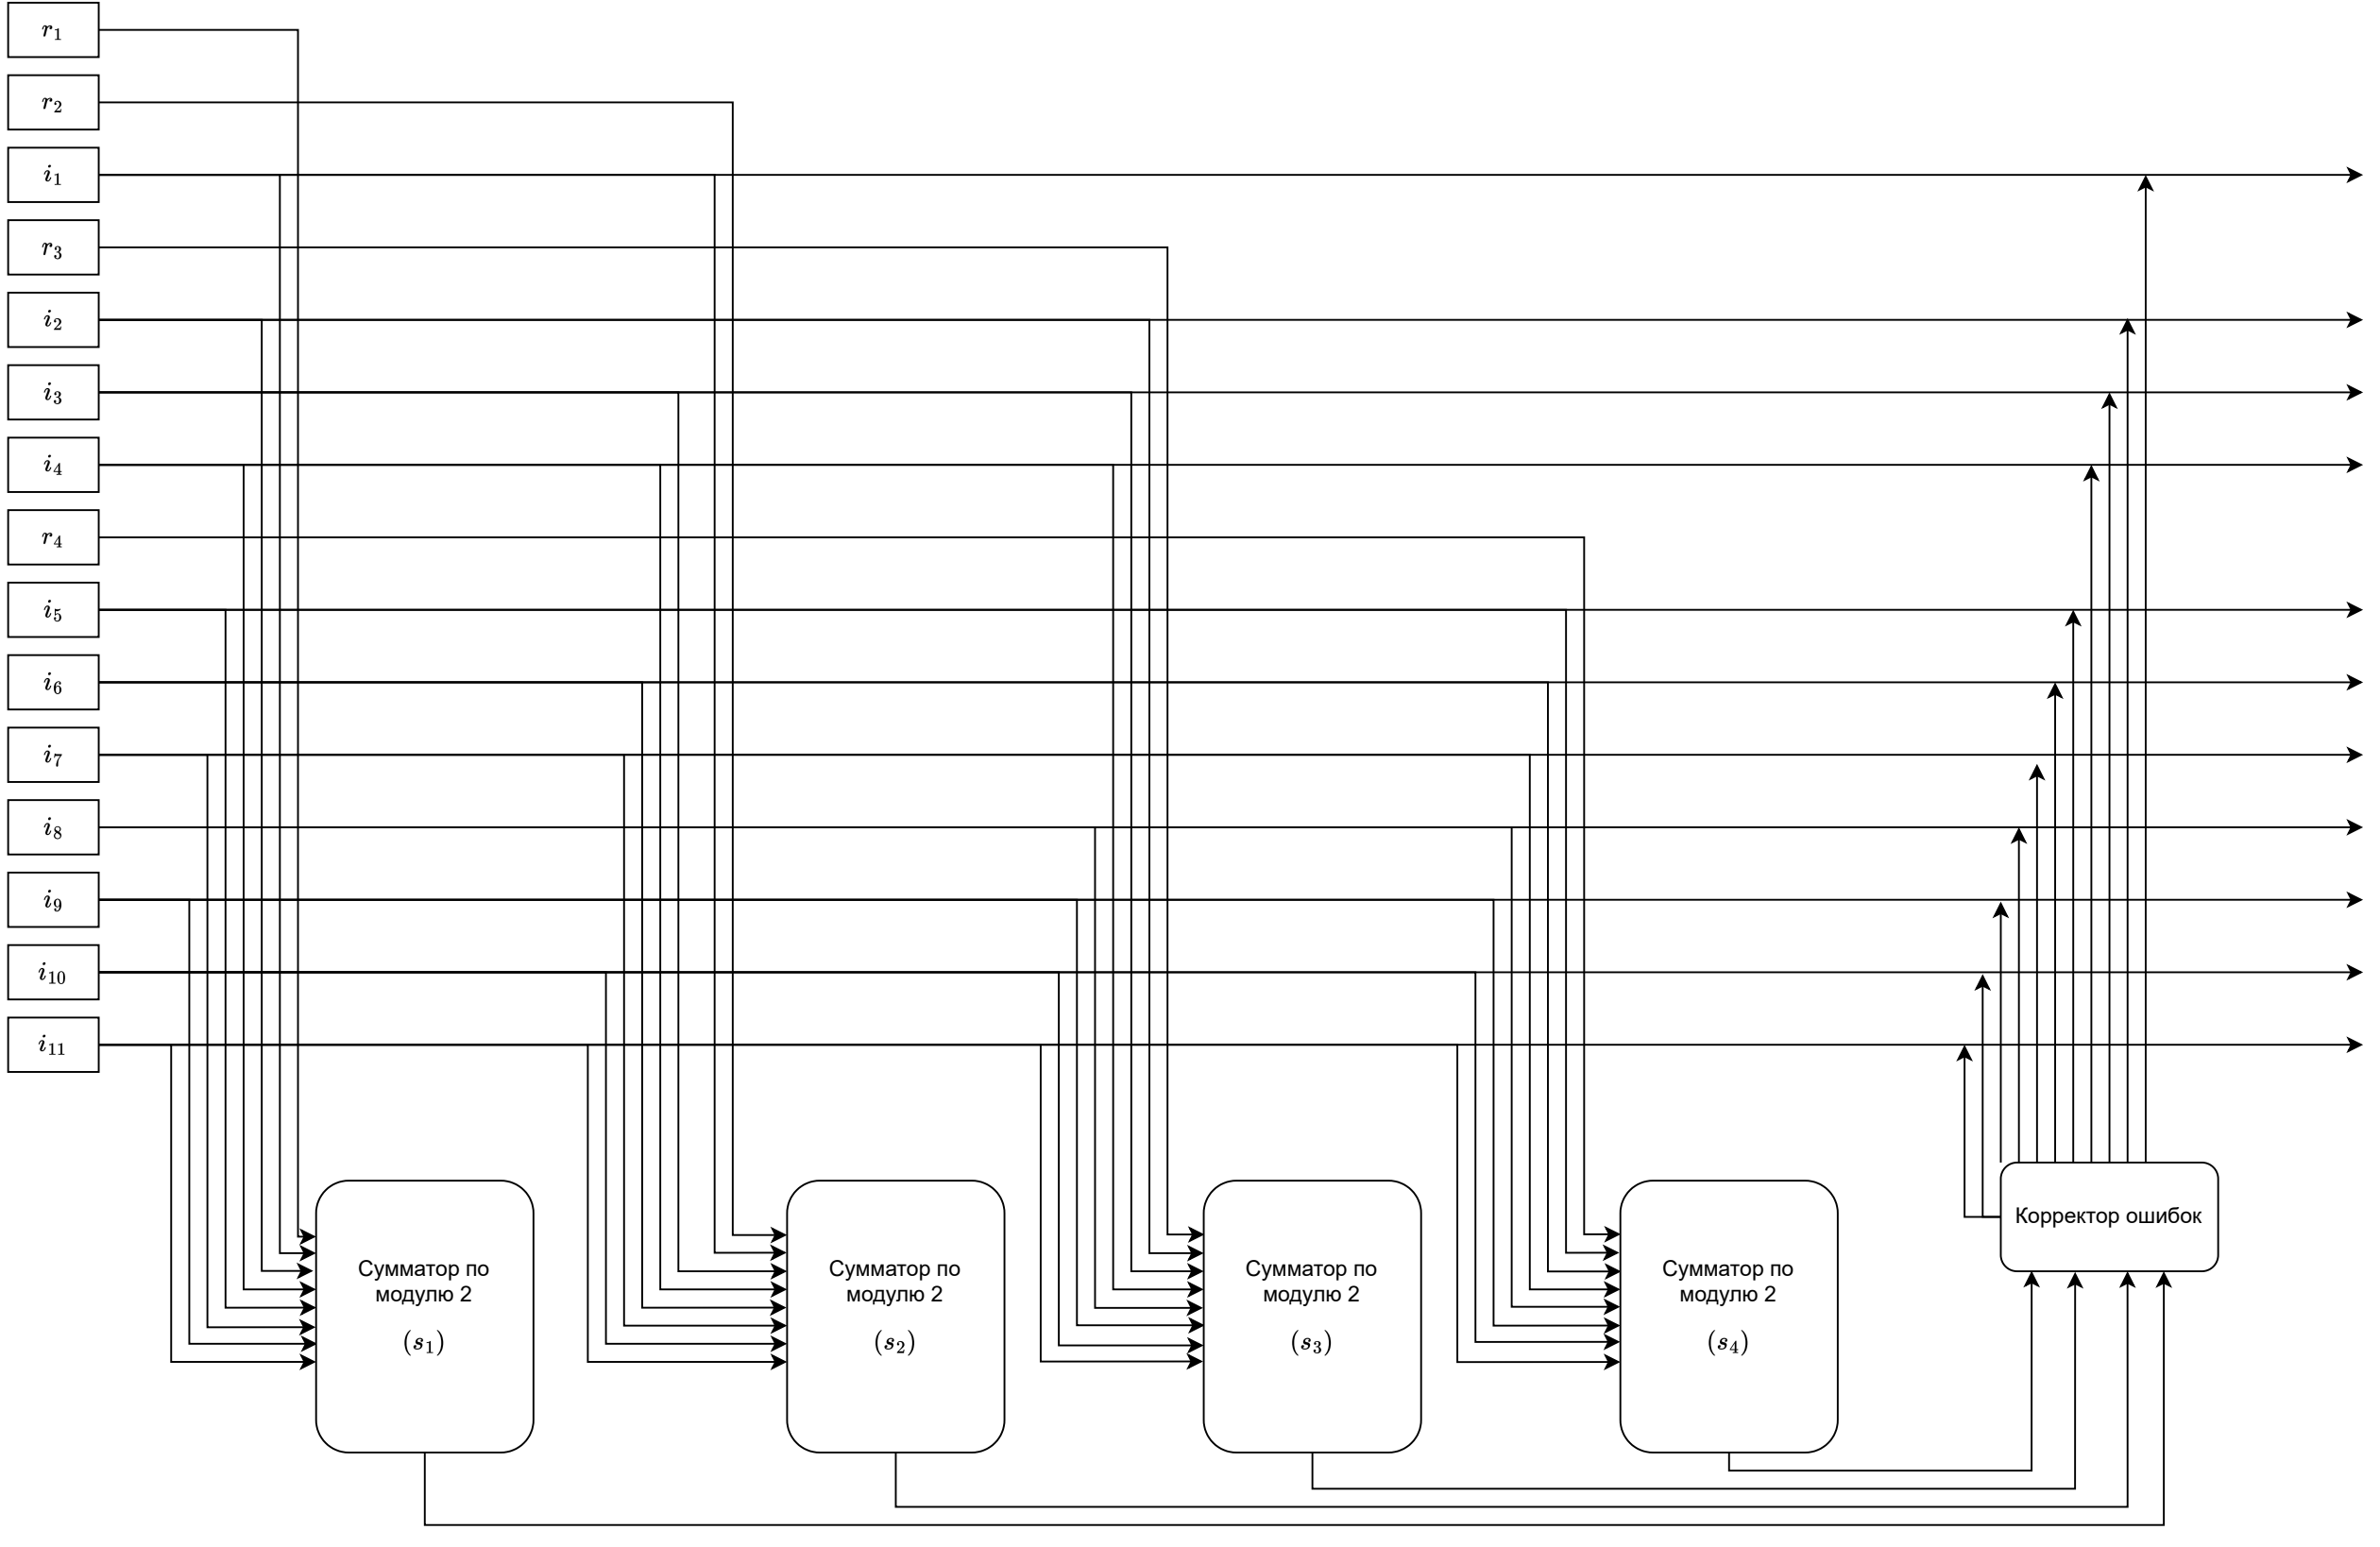 r₁
r₂
i₁
r₃
i₂
i₃
i₄
r₄
i₅
i₆
i₇
i₈
i₉
i₁₀
i₁₁
Сумматор по
модулю 2
(s₁)
Сумматор по
модулю 2
(s₂)
Сумматор по
модулю 2
(s₃)
Сумматор по
модулю 2
(s₄)
Корректор ошибок